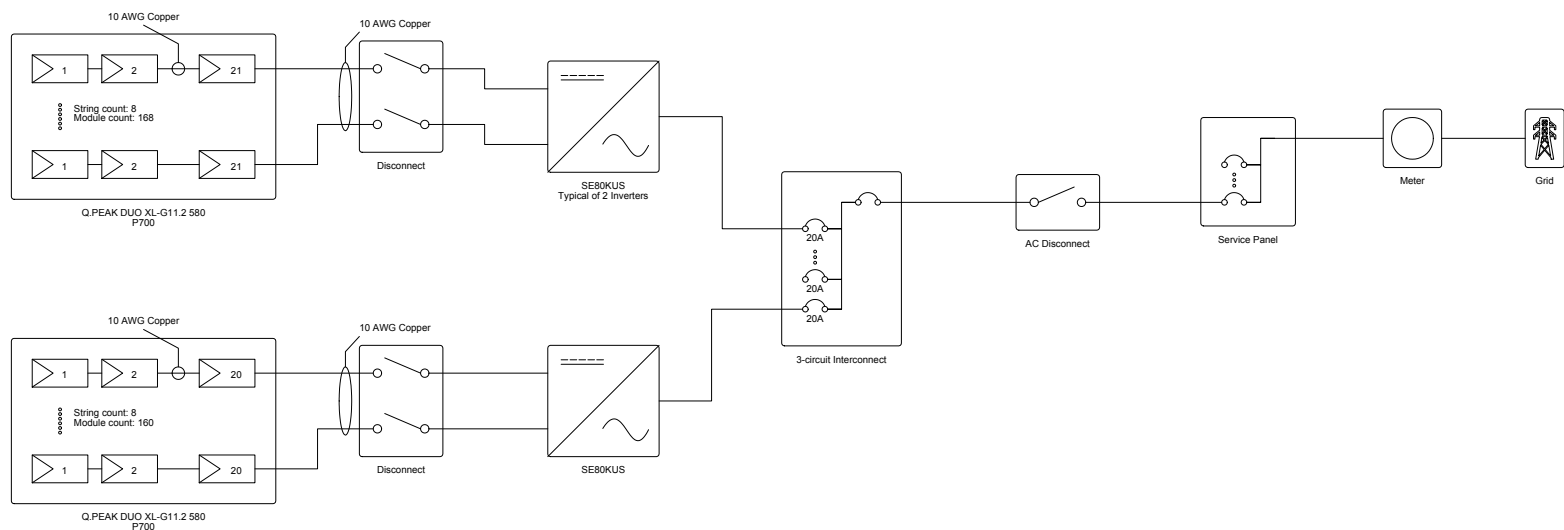 10 AWG Copper
10 AWG Copper
1
2
21
String count: 8
Module count: 168
1
2
21
Disconnect
SE80KUS
Typical of 2 Inverters
Q.PEAK DUO XL-G11.2 580
P700
20A
20A
20A
3-circuit Interconnect
AC Disconnect
Service Panel
Meter
Grid
10 AWG Copper
10 AWG Copper
1
2
20
String count: 8
Module count: 160
1
2
20
Disconnect
SE80KUS
Q.PEAK DUO XL-G11.2 580
P700